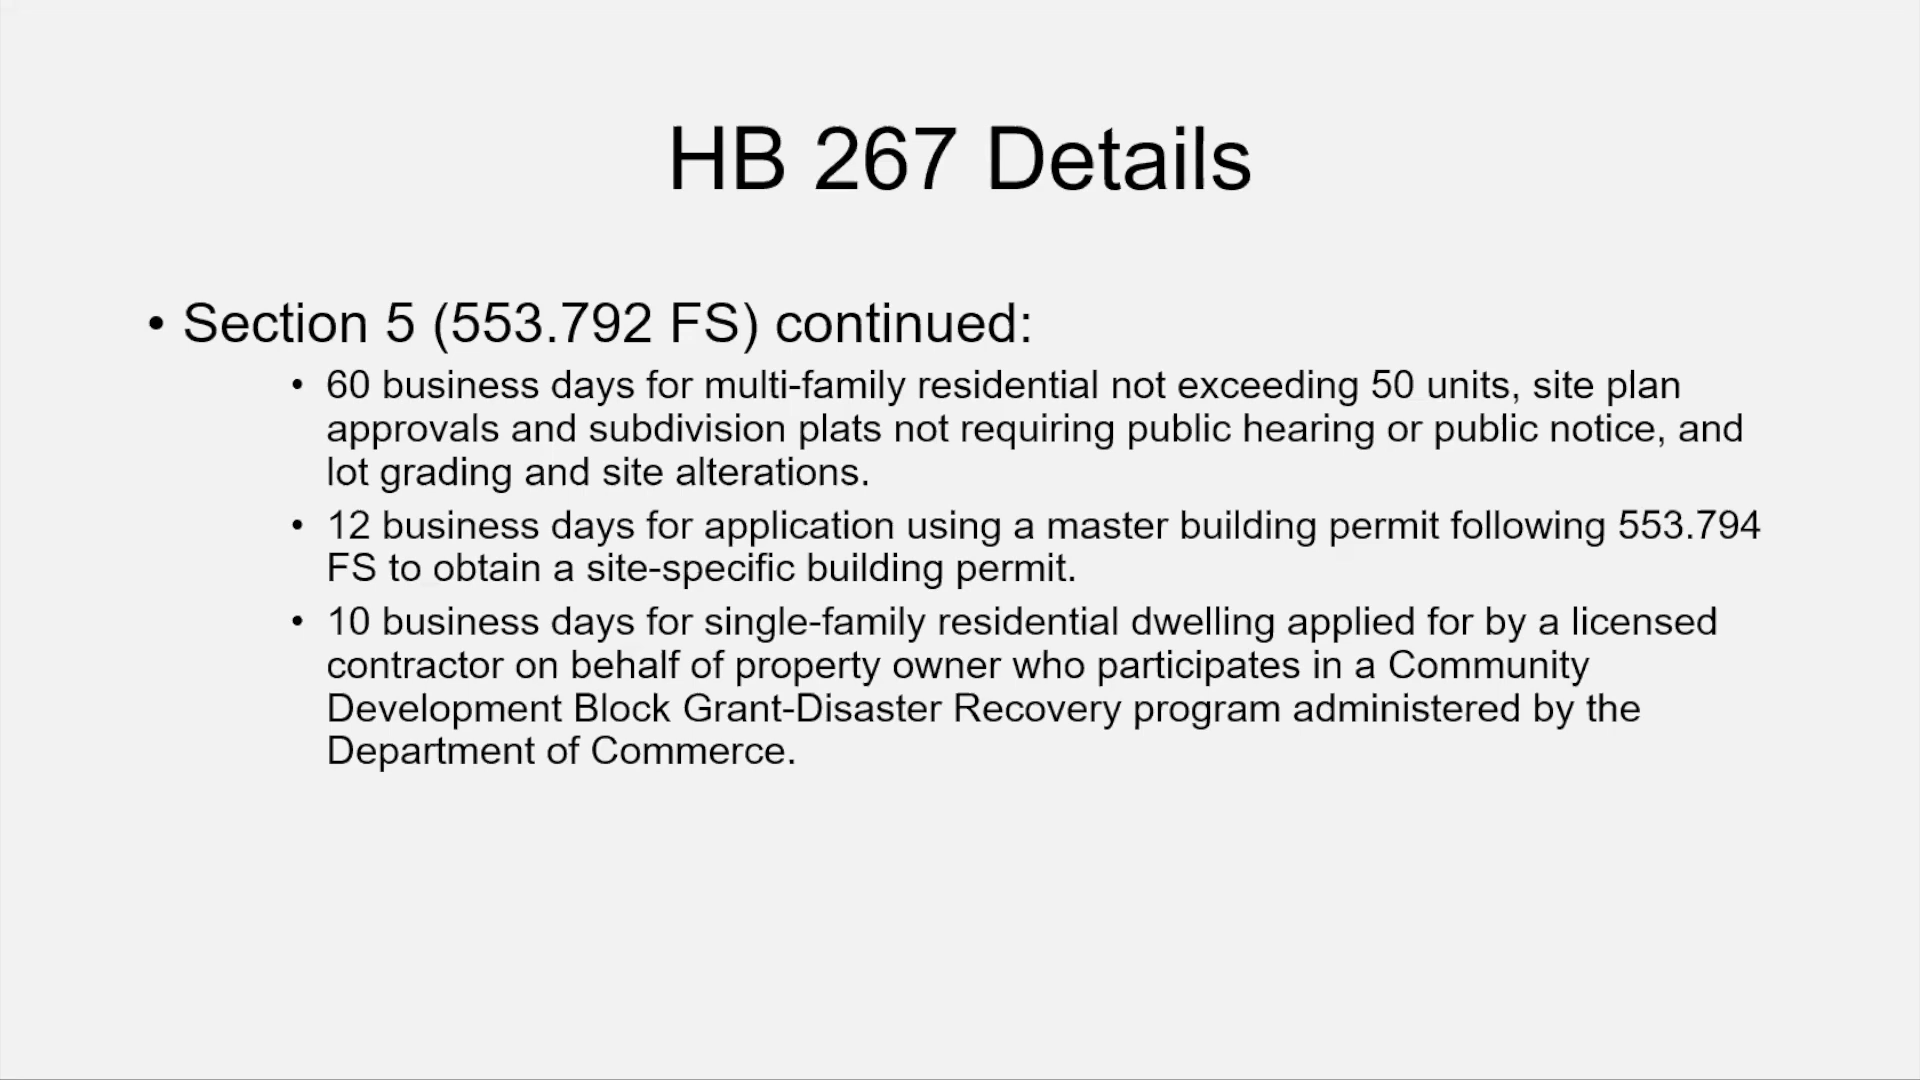 HB 267 Details
• Section 5 (553.792 FS) continued:
• 60 business days for multi-family residential not exceeding 50 units, site plan
approvals and subdivision plats not requiring public hearing or public notice, and
lot grading and site alterations.
• 12 business days for application using a master building permit following 553.794
FS to obtain a site-specific building permit.
• 10 business days for single-family residential dwelling applied for by a licensed
contractor on behalf of property owner who participates in a Community
Development Block Grant-Disaster Recovery program administered by the
Department of Commerce.